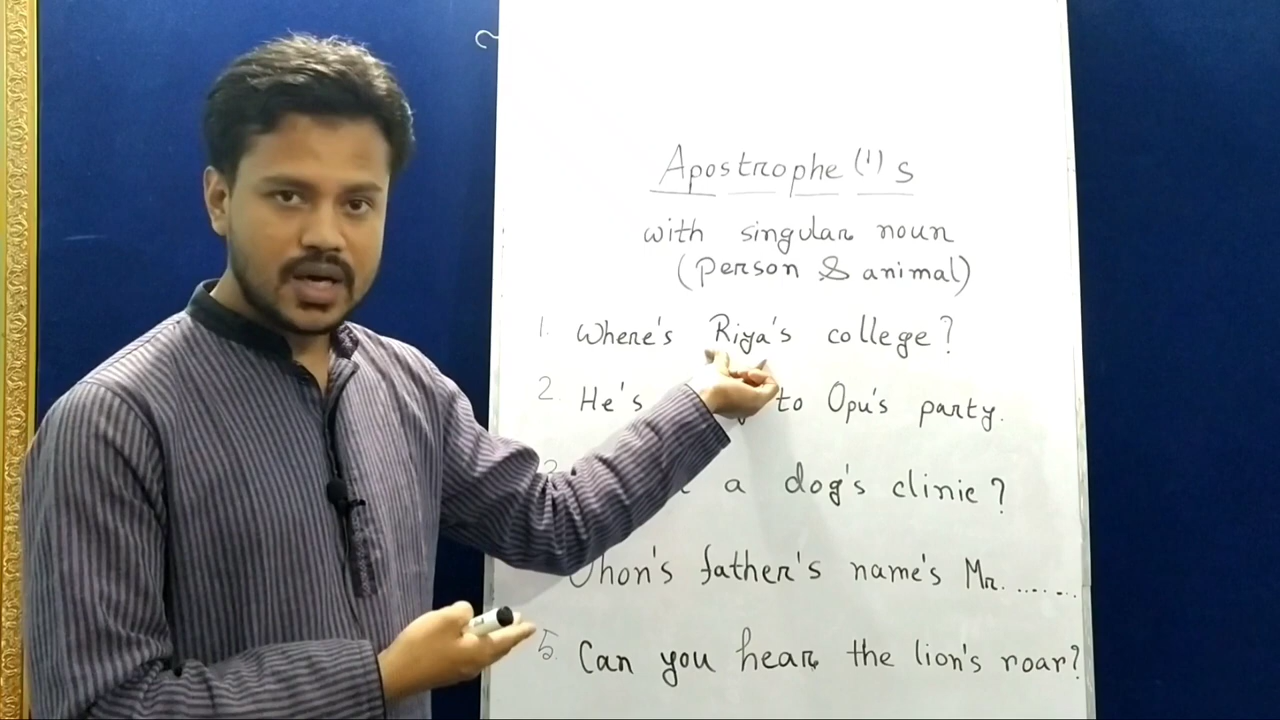 Apostrophe (') s
with singular noun
(person & animal)
1. Where's Riya's college?
2. He's to Opu's party.
a dog's clinic?
father's name's Mr. .......
5. Can you hear the lion's roar?